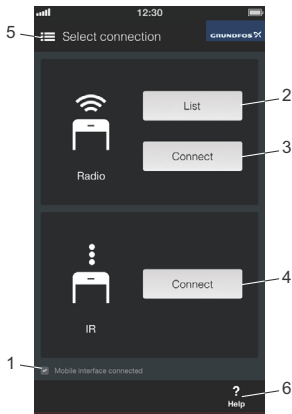 12:30
5
Select connection
GRUNDFOS
List
2
Connect
3
Radio
Connect
4
IR
1
Mobile interface connected
?
Help
6